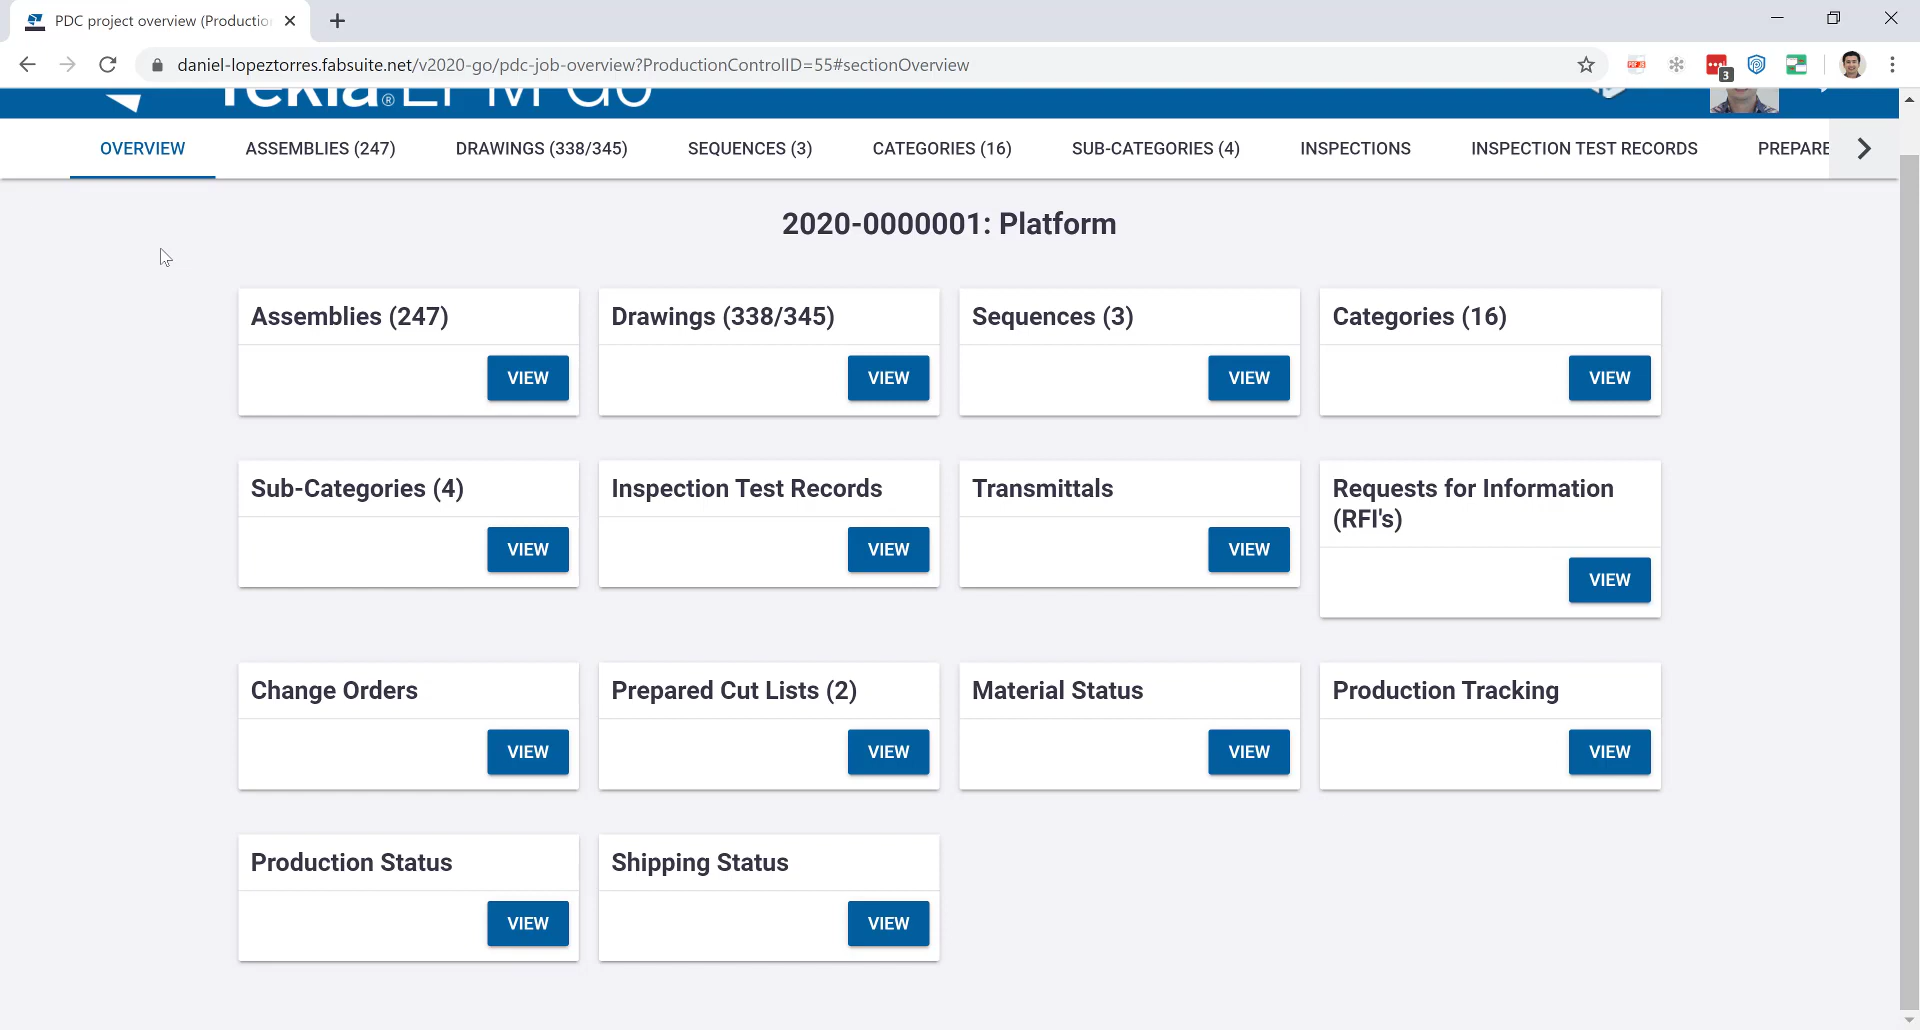 PDC project overview (Productio
daniel-lopeztorres.fabsuite.net/v2020-go/pdc-job-overview?ProductionControlID=55#sectionOverview
3
Tekla® EPM Go
OVERVIEW
ASSEMBLIES (247)
DRAWINGS (338/345)
SEQUENCES (3)
CATEGORIES (16)
SUB-CATEGORIES (4)
INSPECTIONS
INSPECTION TEST RECORDS
PREPARE
2020-0000001: Platform
Assemblies (247)
VIEW
Drawings (338/345)
VIEW
Sequences (3)
VIEW
Categories (16)
VIEW
Sub-Categories (4)
VIEW
Inspection Test Records
VIEW
Transmittals
VIEW
Requests for Information
(RFI's)
VIEW
Change Orders
VIEW
Prepared Cut Lists (2)
VIEW
Material Status
VIEW
Production Tracking
VIEW
Production Status
VIEW
Shipping Status
VIEW